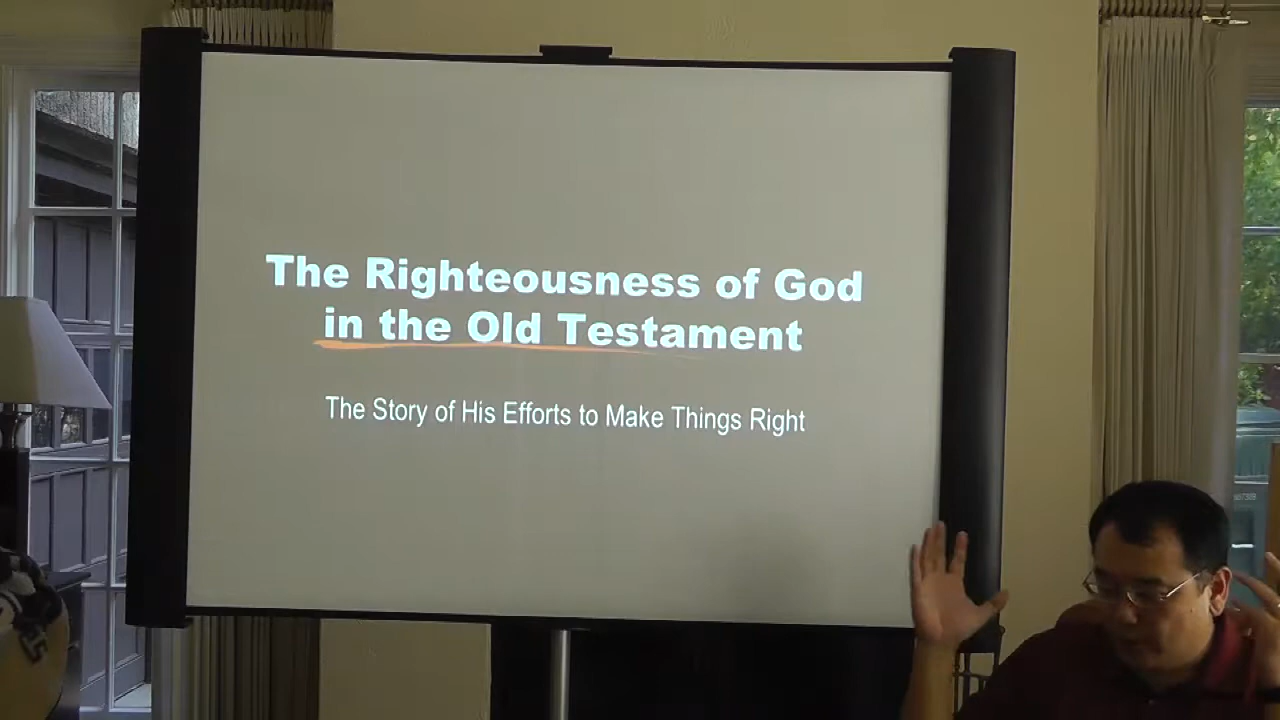 The Righteousness of God
in the Old Testament
The Story of His Efforts to Make Things Right